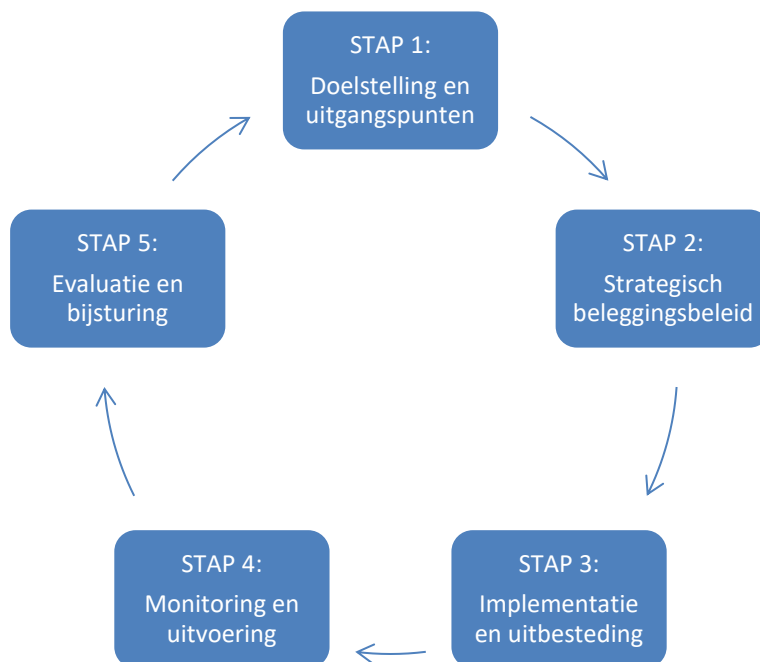 STAP 1:
Doelstelling en
uitgangspunten
STAP 2:
Strategisch
beleggingsbeleid
STAP 3:
Implementatie
en uitbesteding
STAP 4:
Monitoring en
uitvoering
STAP 5:
Evaluatie en
bijsturing